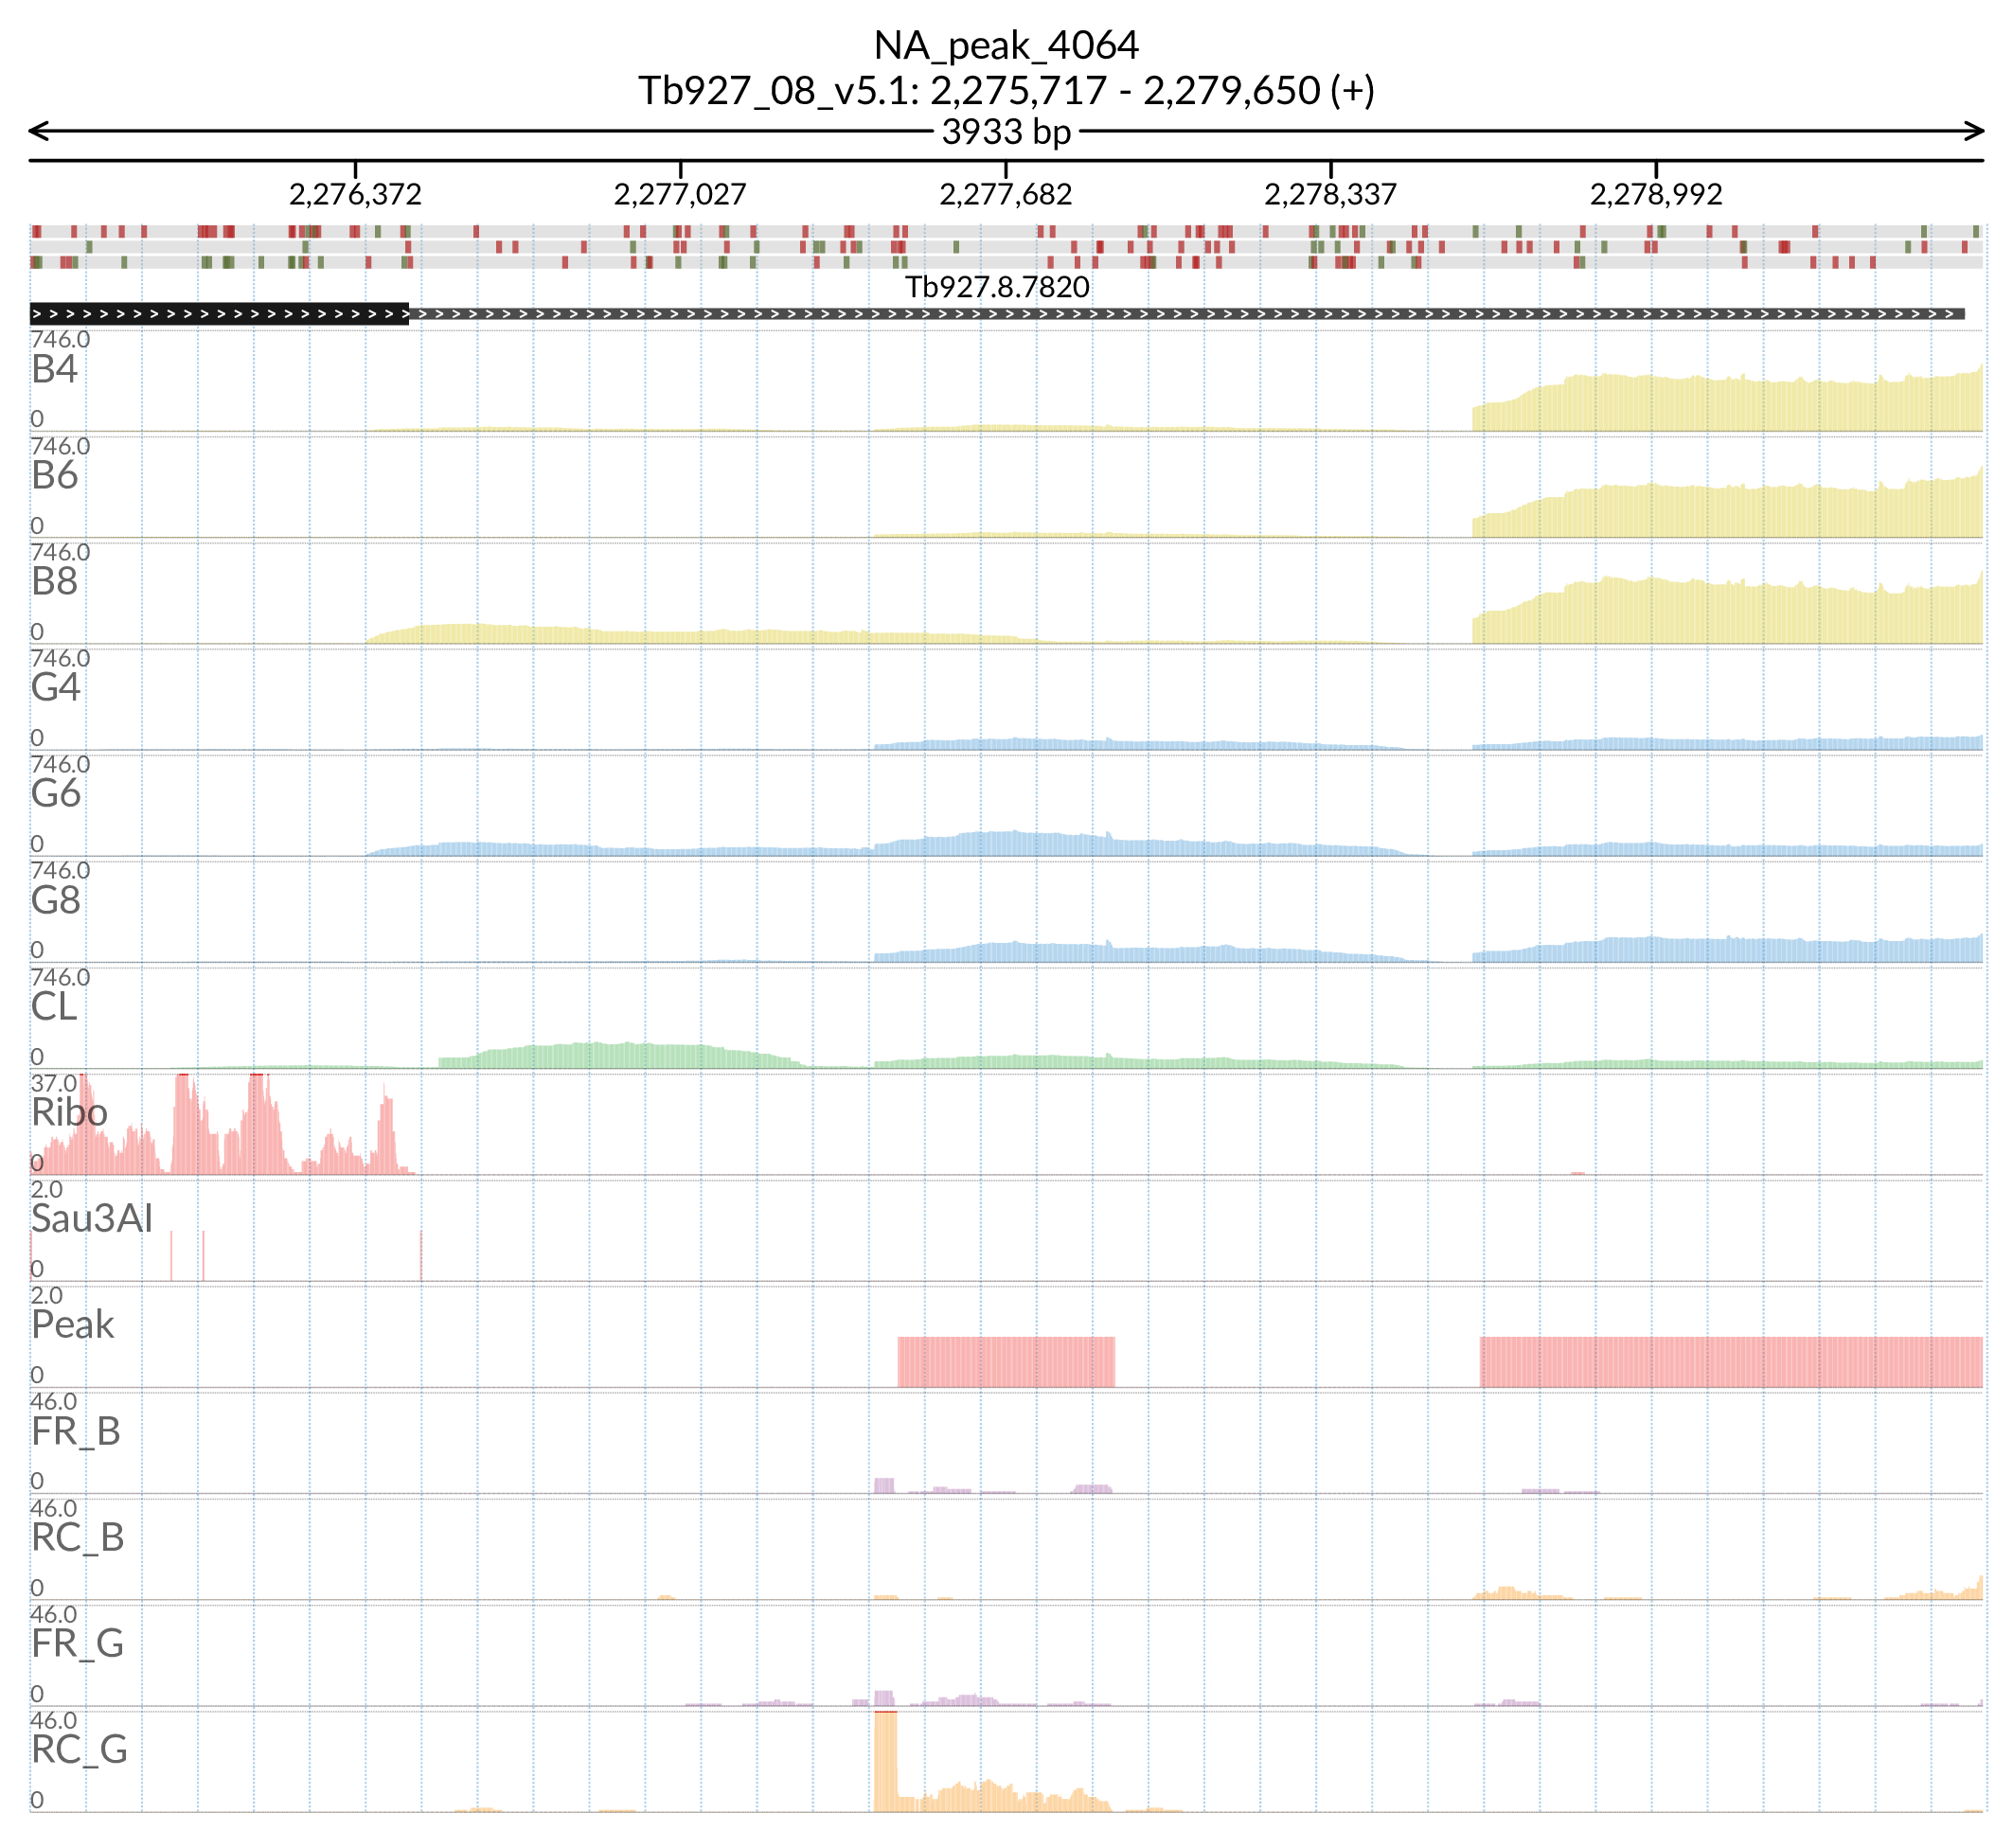 NA_peak_4064
Tb927_08_v5.1: 2,275,717 - 2,279,650 (+)
3933 bp
2,276,372 2,277,027 2,277,682 2,278,337 2,278,992
Tb927.8.7820
746.0
B4
0
746.0
B6
0
746.0
B8
0
746.0
G4
0
746.0
G6
0
746.0
G8
0
746.0
CL
0
37.0
Ribo
0
2.0
Sau3AI
0
2.0
Peak
0
46.0
FR_B
0
46.0
RC_B
0
46.0
FR_G
0
46.0
RC_G
0